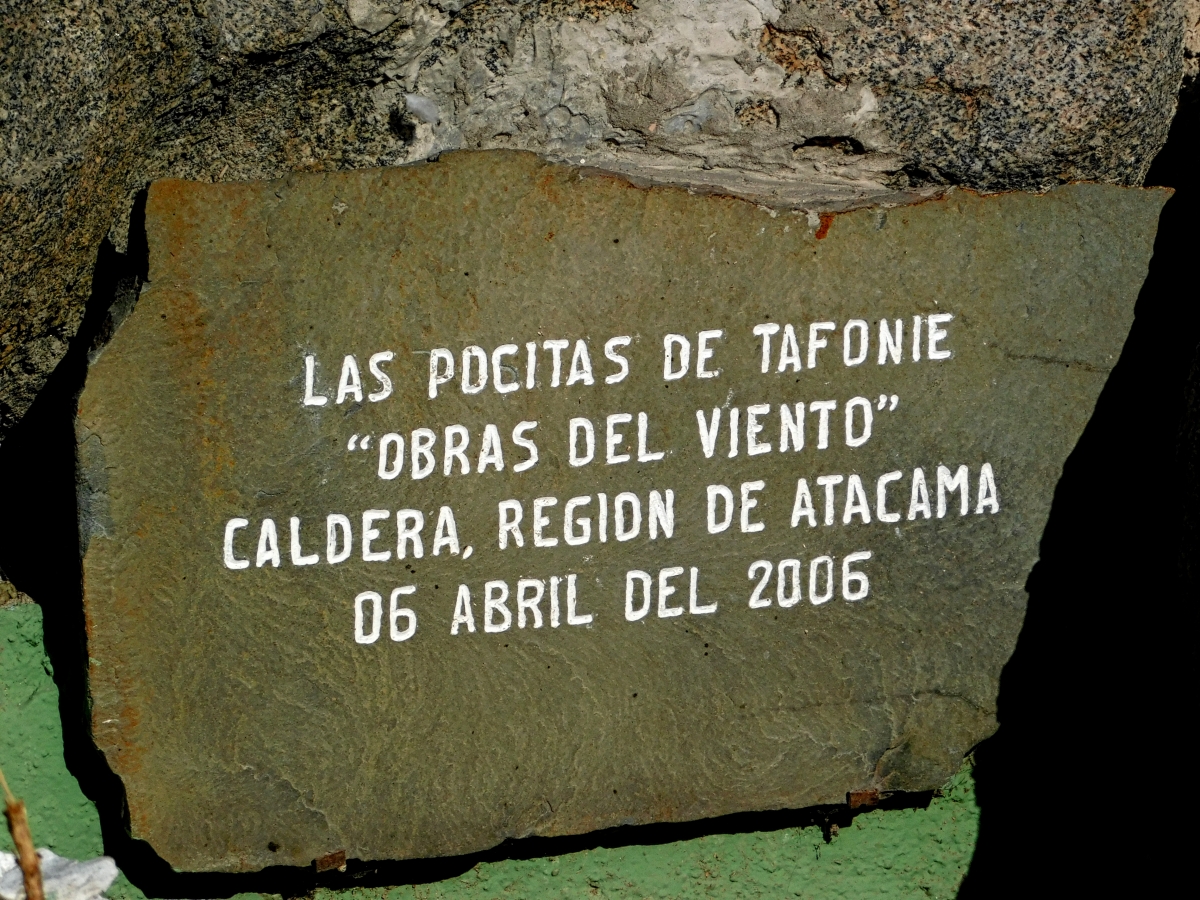 LAS POCITAS DE TAFONIE
“OBRAS DEL VIENTO”
CALDERA, REGION DE ATACAMA
06 ABRIL DEL 2006